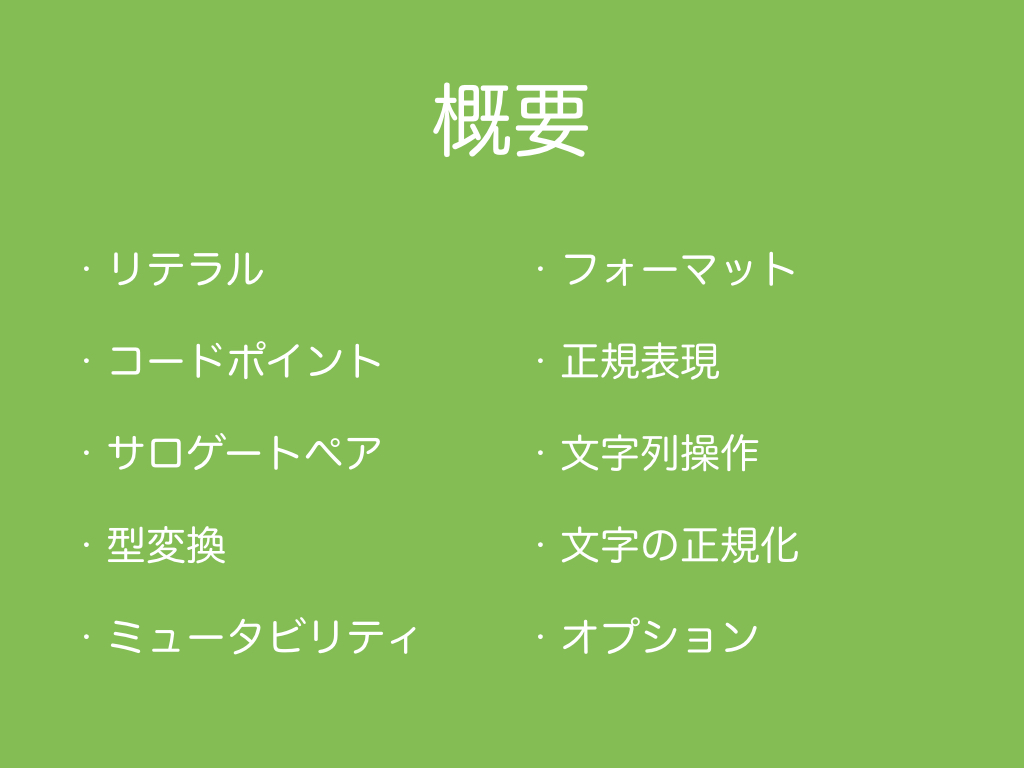 概要
・リテラル
・コードポイント
・サロゲートペア
・型変換
・ミュータビリティ
・フォーマット
・正規表現
・文字列操作
・文字の正規化
・オプション